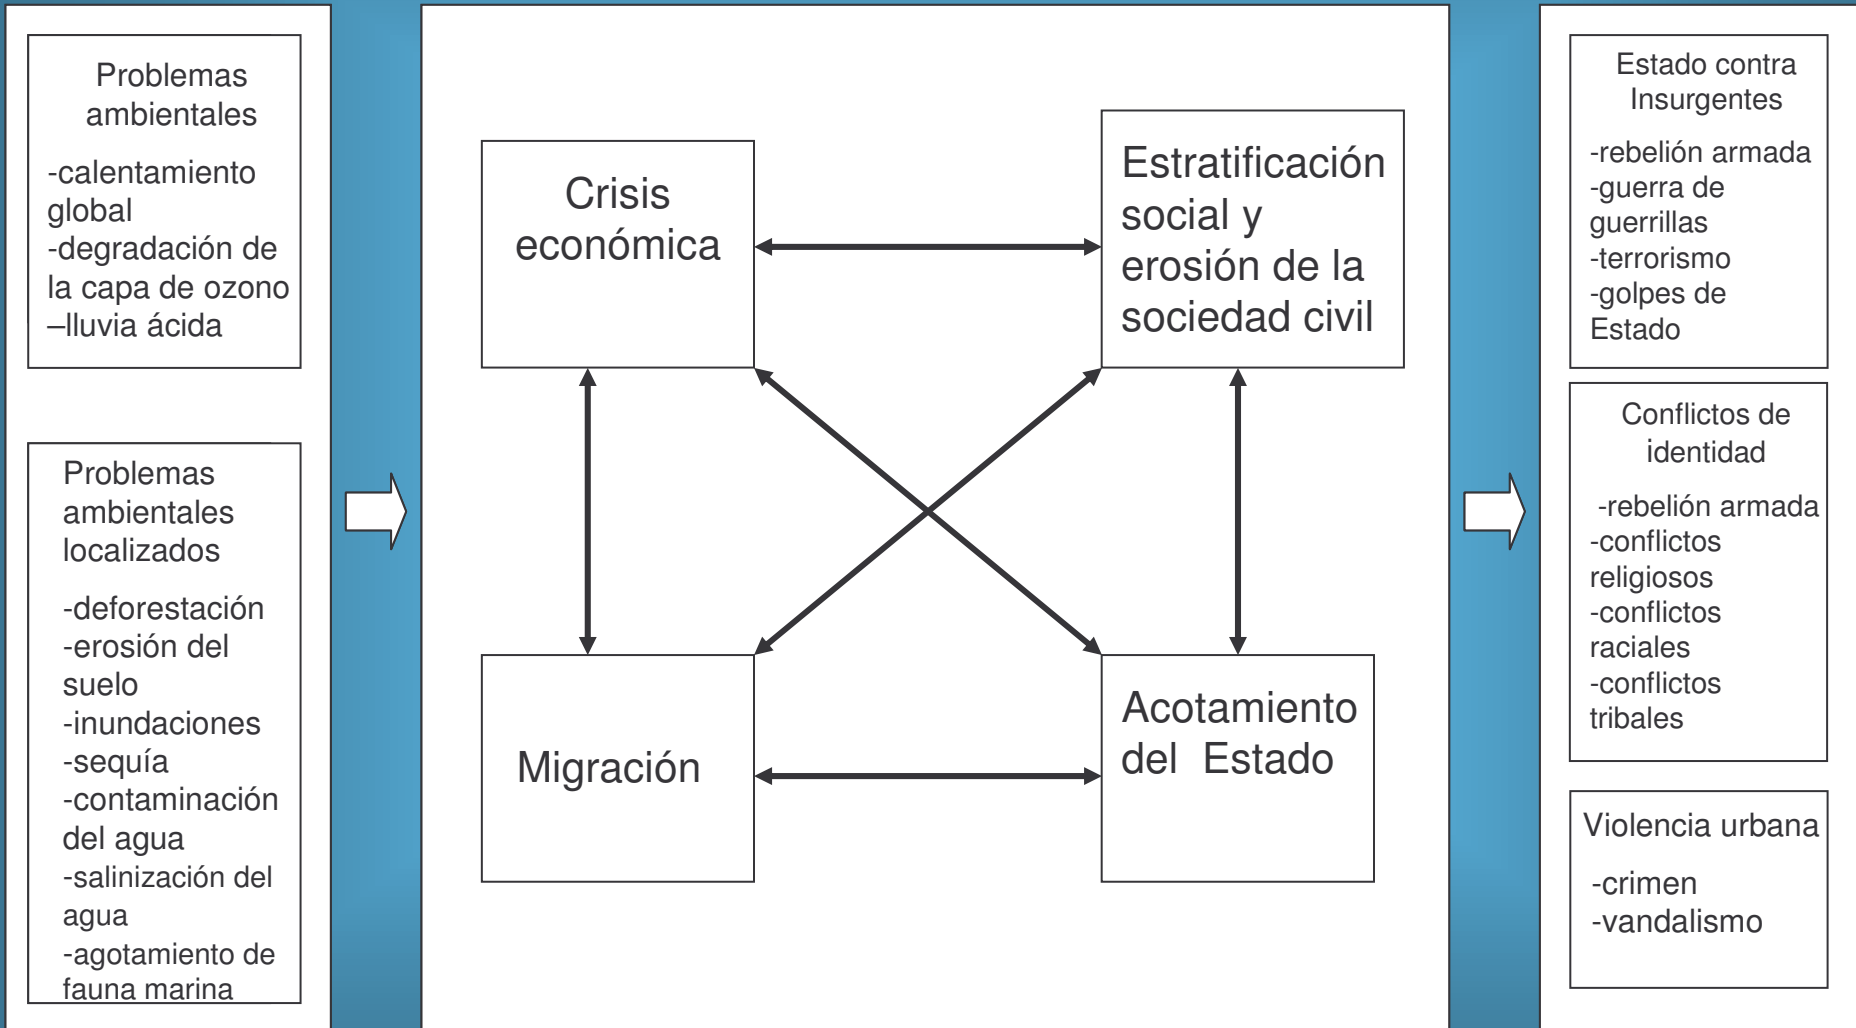 Problemas
ambientales
-calentamiento
global
-degradación de
la capa de ozono
–lluvia ácida
Problemas
ambientales
localizados
-deforestación
-erosión del
suelo
-inundaciones
-sequía
-contaminación
del agua
-salinización del
agua
-agotamiento de
fauna marina
Crisis
económica
Estratificación
social y
erosión de la
sociedad civil
Migración
Acotamiento
del Estado
Estado contra
Insurgentes
-rebelión armada
-guerra de
guerrillas
-terrorismo
-golpes de
Estado
Conflictos de
identidad
-rebelión armada
-conflictos
religiosos
-conflictos
raciales
-conflictos
tribales
Violencia urbana
-crimen
-vandalismo